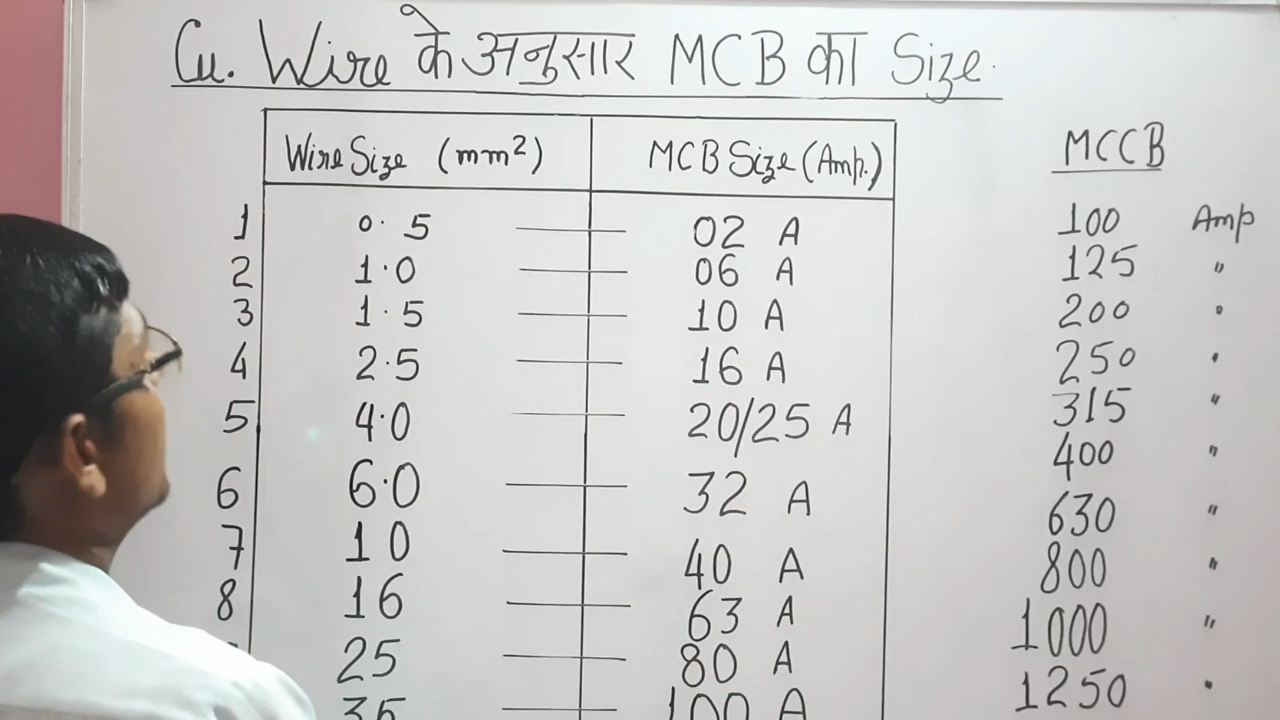 Cu. Wire के अनुसार MCB का Size.
Wire Size (mm²) MCB Size (Amp.)
1 0.5 — 02 A
2 1.0 — 06 A
3 1.5 — 10 A
4 2.5 — 16 A
5 4.0 — 20/25 A
6 6.0 — 32 A
7 10 — 40 A
8 16 — 63 A
25 — 80 A
35 — 100 A
MCCB
100 Amp
125 "
200 "
250 "
315 "
400 "
630 "
800 "
1000 "
1250 "